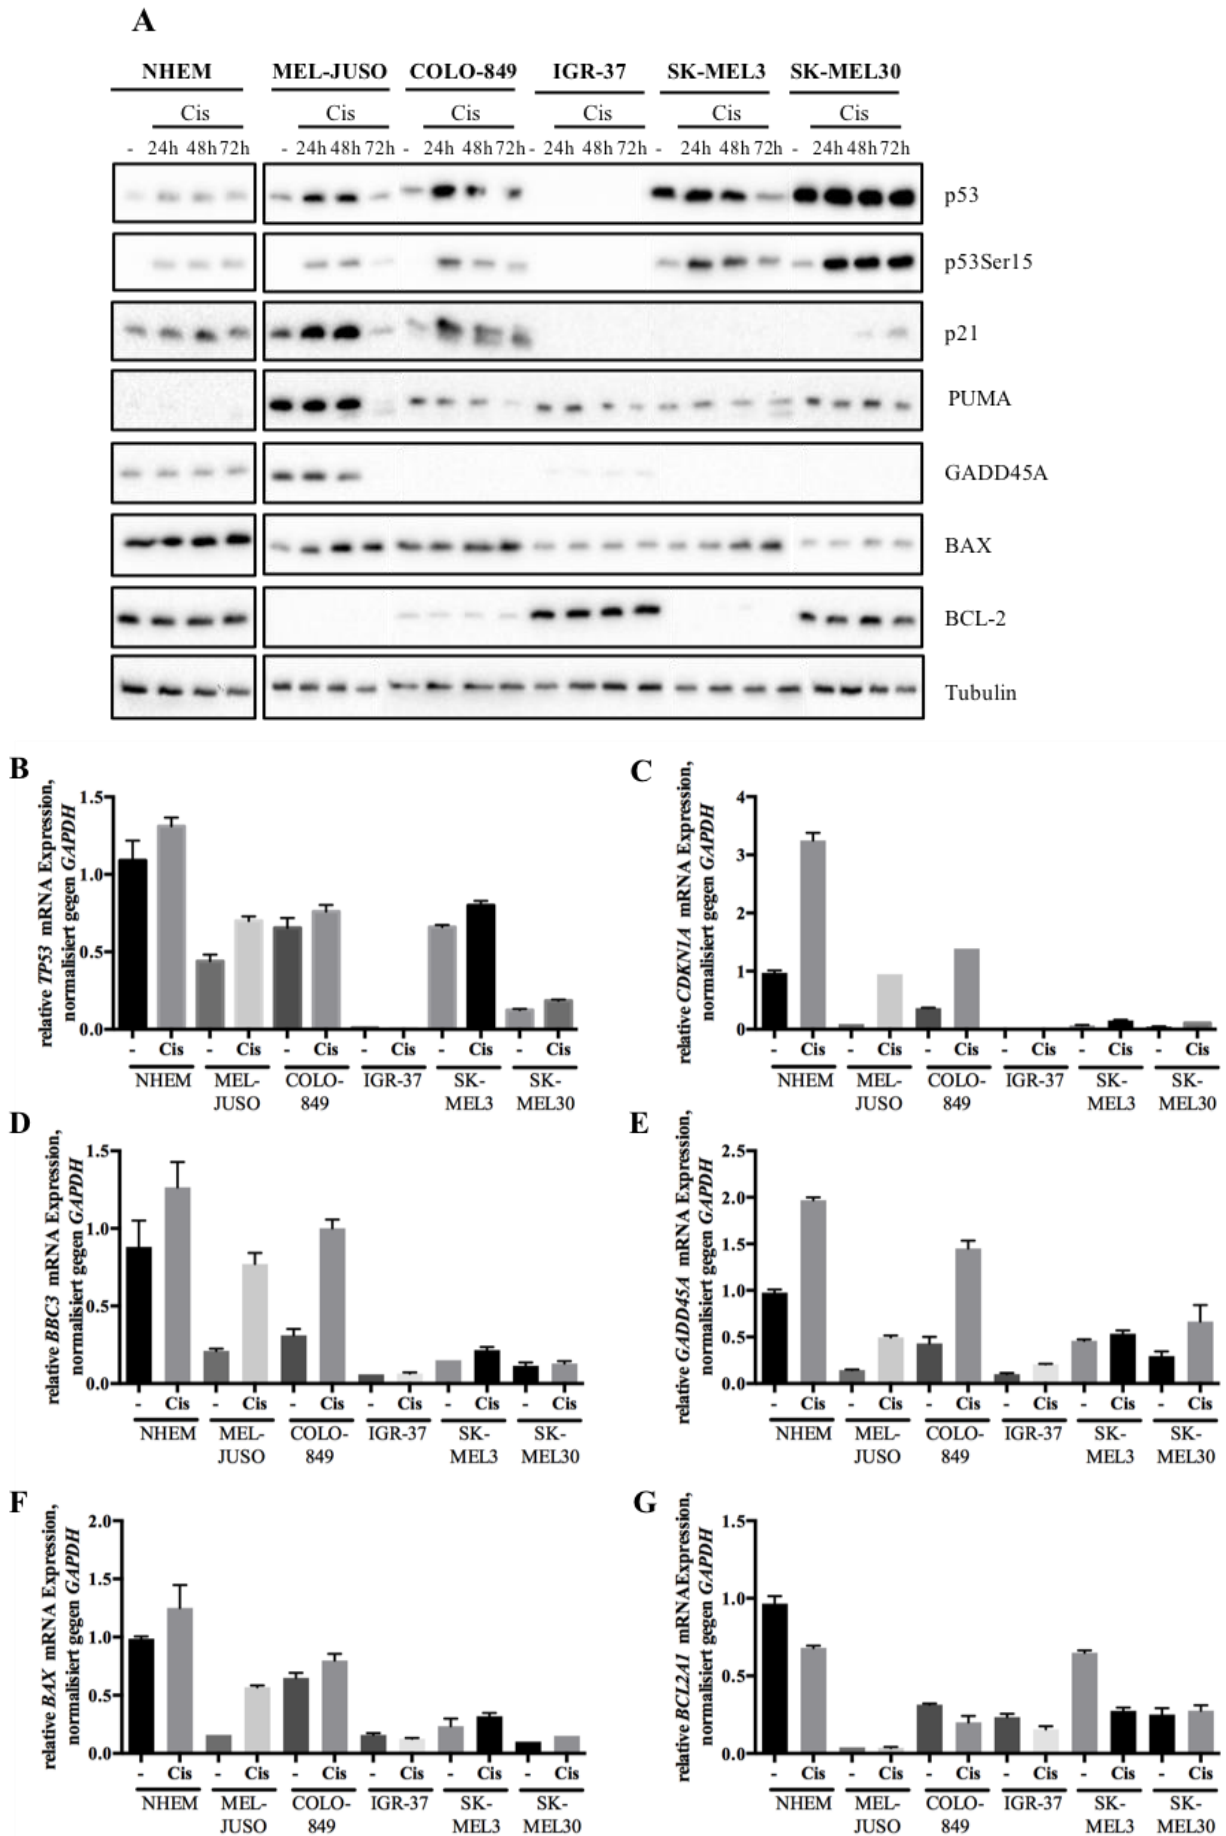 A
NHEM MEL-JUSO COLO-849 IGR-37 SK-MEL3 SK-MEL30
Cis Cis Cis Cis Cis Cis
- 24h 48h 72h - 24h 48h 72h - 24h 48h 72h - 24h 48h 72h - 24h 48h 72h - 24h 48h 72h
p53
p53Ser15
p21
PUMA
GADD45A
BAX
BCL-2
Tubulin
B
relative TP53 mRNA Expression,
normalisiert gegen GAPDH
1.5
1.0
0.5
0.0
- Cis - Cis - Cis - Cis - Cis - Cis
NHEM MEL- COLO- IGR-37 SK- SK-
JUSO 849 MEL3 MEL30
C
relative CDKN1A mRNA Expression,
normalisiert gegen GAPDH
4
3
2
1
0
- Cis - Cis - Cis - Cis - Cis - Cis
NHEM MEL- COLO- IGR-37 SK- SK-
JUSO 849 MEL3 MEL30
D
relative BBC3 mRNA Expression,
normalisiert gegen GAPDH
1.5
1.0
0.5
0.0
- Cis - Cis - Cis - Cis - Cis - Cis
NHEM MEL- COLO- IGR-37 SK- SK-
JUSO 849 MEL3 MEL30
E
relative GADD45A mRNA Expression,
normalisiert gegen GAPDH
2.5
2.0
1.5
1.0
0.5
0.0
- Cis - Cis - Cis - Cis - Cis - Cis
NHEM MEL- COLO- IGR-37 SK- SK-
JUSO 849 MEL3 MEL30
F
relative BAX mRNA Expression,
normalisiert gegen GAPDH
2.0
1.5
1.0
0.5
0.0
- Cis - Cis - Cis - Cis - Cis - Cis
NHEM MEL- COLO- IGR-37 SK- SK-
JUSO 849 MEL3 MEL30
G
relative BCL2A1 mRNAExpression,
normalisiert gegen GAPDH
1.5
1.0
0.5
0.0
- Cis - Cis - Cis - Cis - Cis - Cis
NHEM MEL- COLO- IGR-37 SK- SK-
JUSO 849 MEL3 MEL30